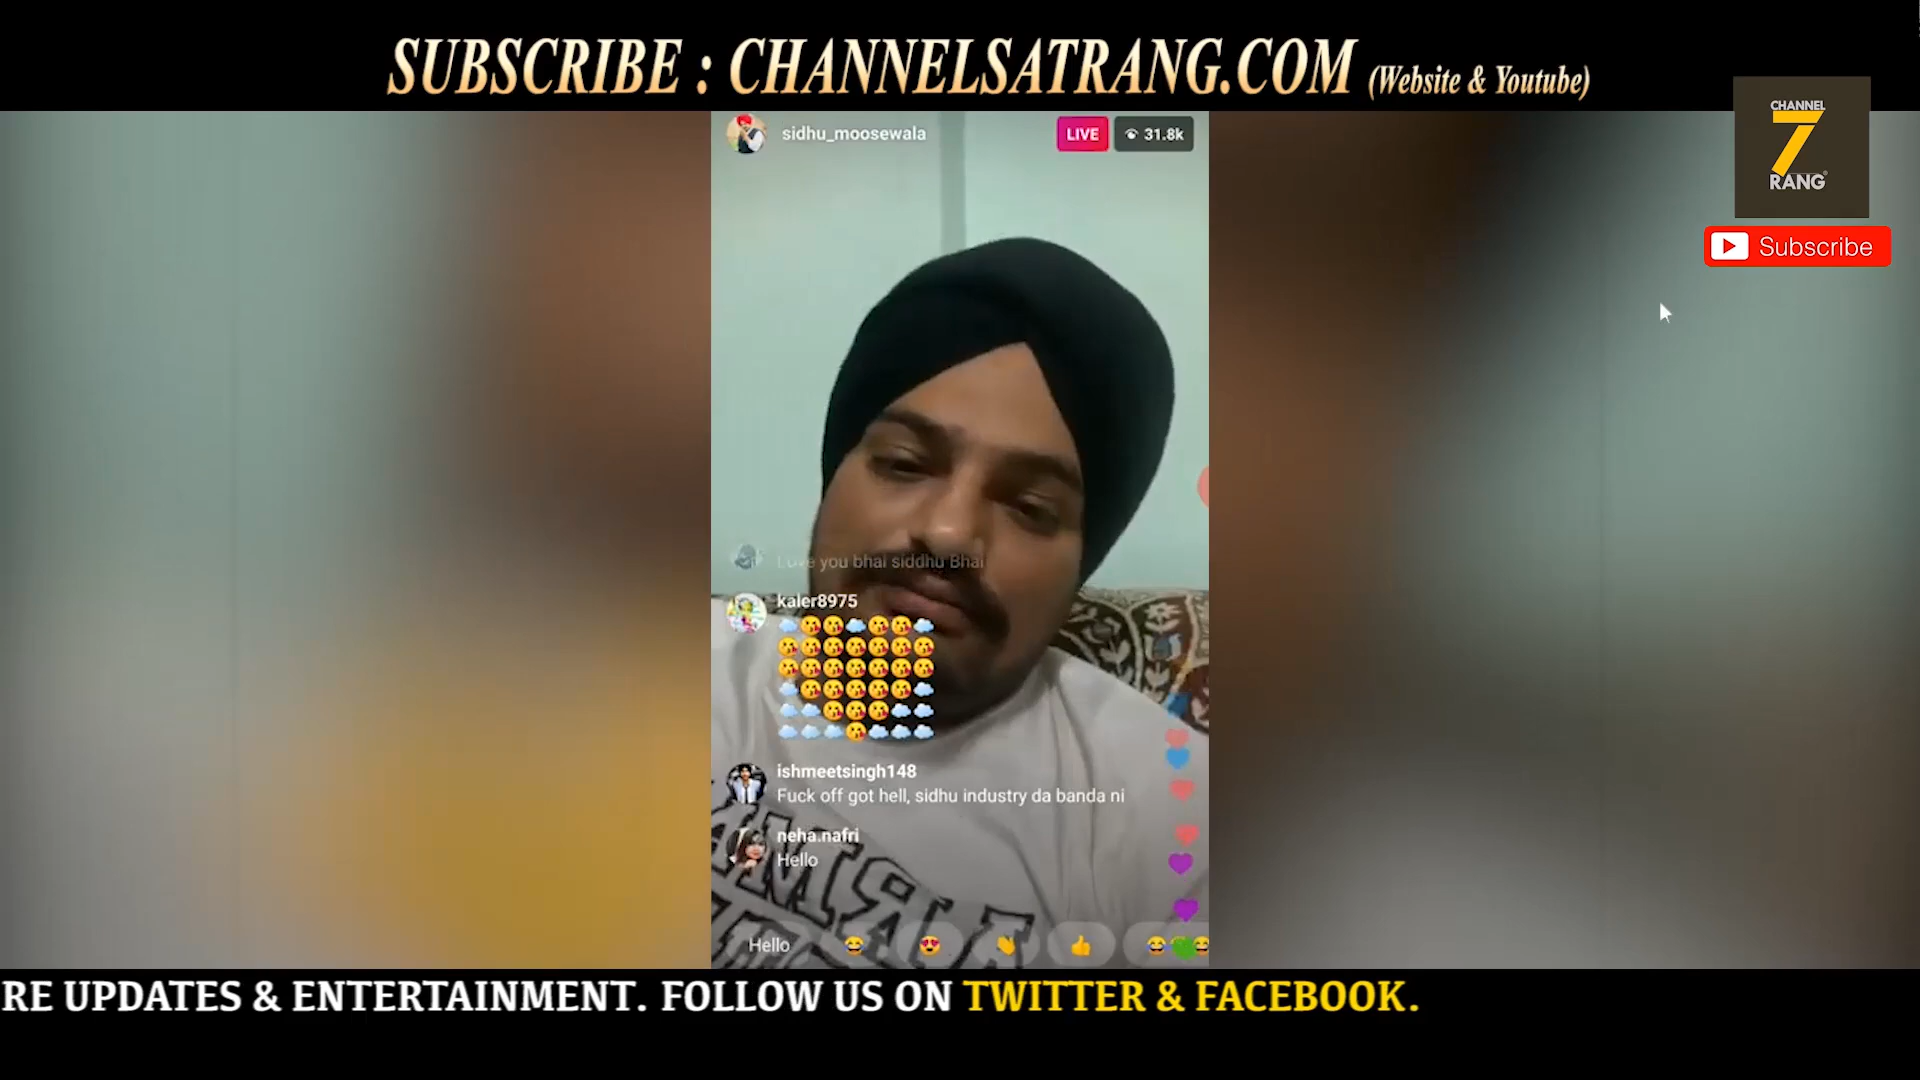 SUBSCRIBE : CHANNELSATRANG.COM (Website & Youtube)
CHANNEL
7
RANG
Subscribe
sidhu_moosewala
LIVE
31.8k
Love you bhai siddhu Bhai
kaler8975
ishmeetsingh148
Fuck off got hell, sidhu industry da banda ni
neha.nafri
Hello
Hello
RE UPDATES & ENTERTAINMENT. FOLLOW US ON TWITTER & FACEBOOK.